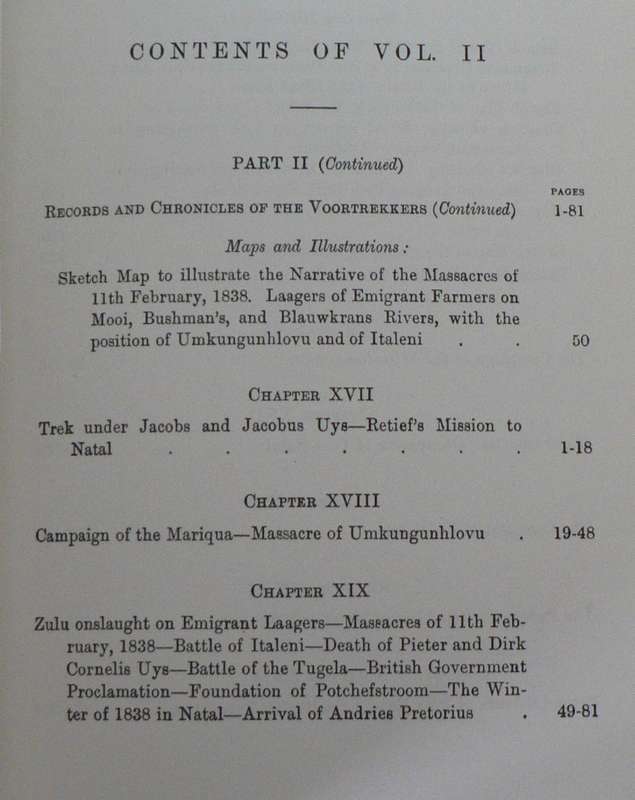 CONTENTS OF VOL. II
PART II (Continued)
PAGES
RECORDS AND CHRONICLES OF THE VOORTREKKERS (Continued) 1-81
Maps and Illustrations:
Sketch Map to illustrate the Narrative of the Massacres of
11th February, 1838. Laagers of Emigrant Farmers on
Mooi, Bushman's, and Blauwkrans Rivers, with the
position of Umkungunhlovu and of Italeni . . 50
CHAPTER XVII
Trek under Jacobs and Jacobus Uys—Retief's Mission to
Natal . . . . . . . 1-18
CHAPTER XVIII
Campaign of the Mariqua—Massacre of Umkungunhlovu . 19-48
CHAPTER XIX
Zulu onslaught on Emigrant Laagers—Massacres of 11th Feb-
ruary, 1838—Battle of Italeni—Death of Pieter and Dirk
Cornelis Uys—Battle of the Tugela—British Government
Proclamation—Foundation of Potchefstroom—The Win-
ter of 1838 in Natal—Arrival of Andries Pretorius . 49-81